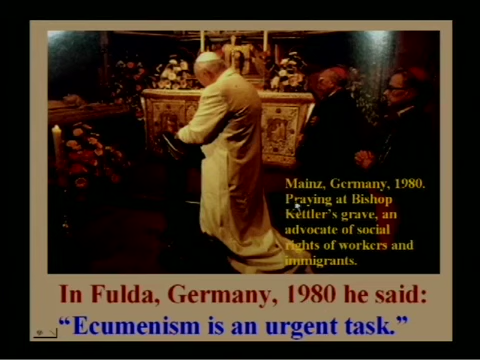 Mainz, Germany, 1980.
Praying at Bishop
Kettler's grave, an
advocate of social
rights of workers and
immigrants.
In Fulda, Germany, 1980 he said:
“Ecumenism is an urgent task.”